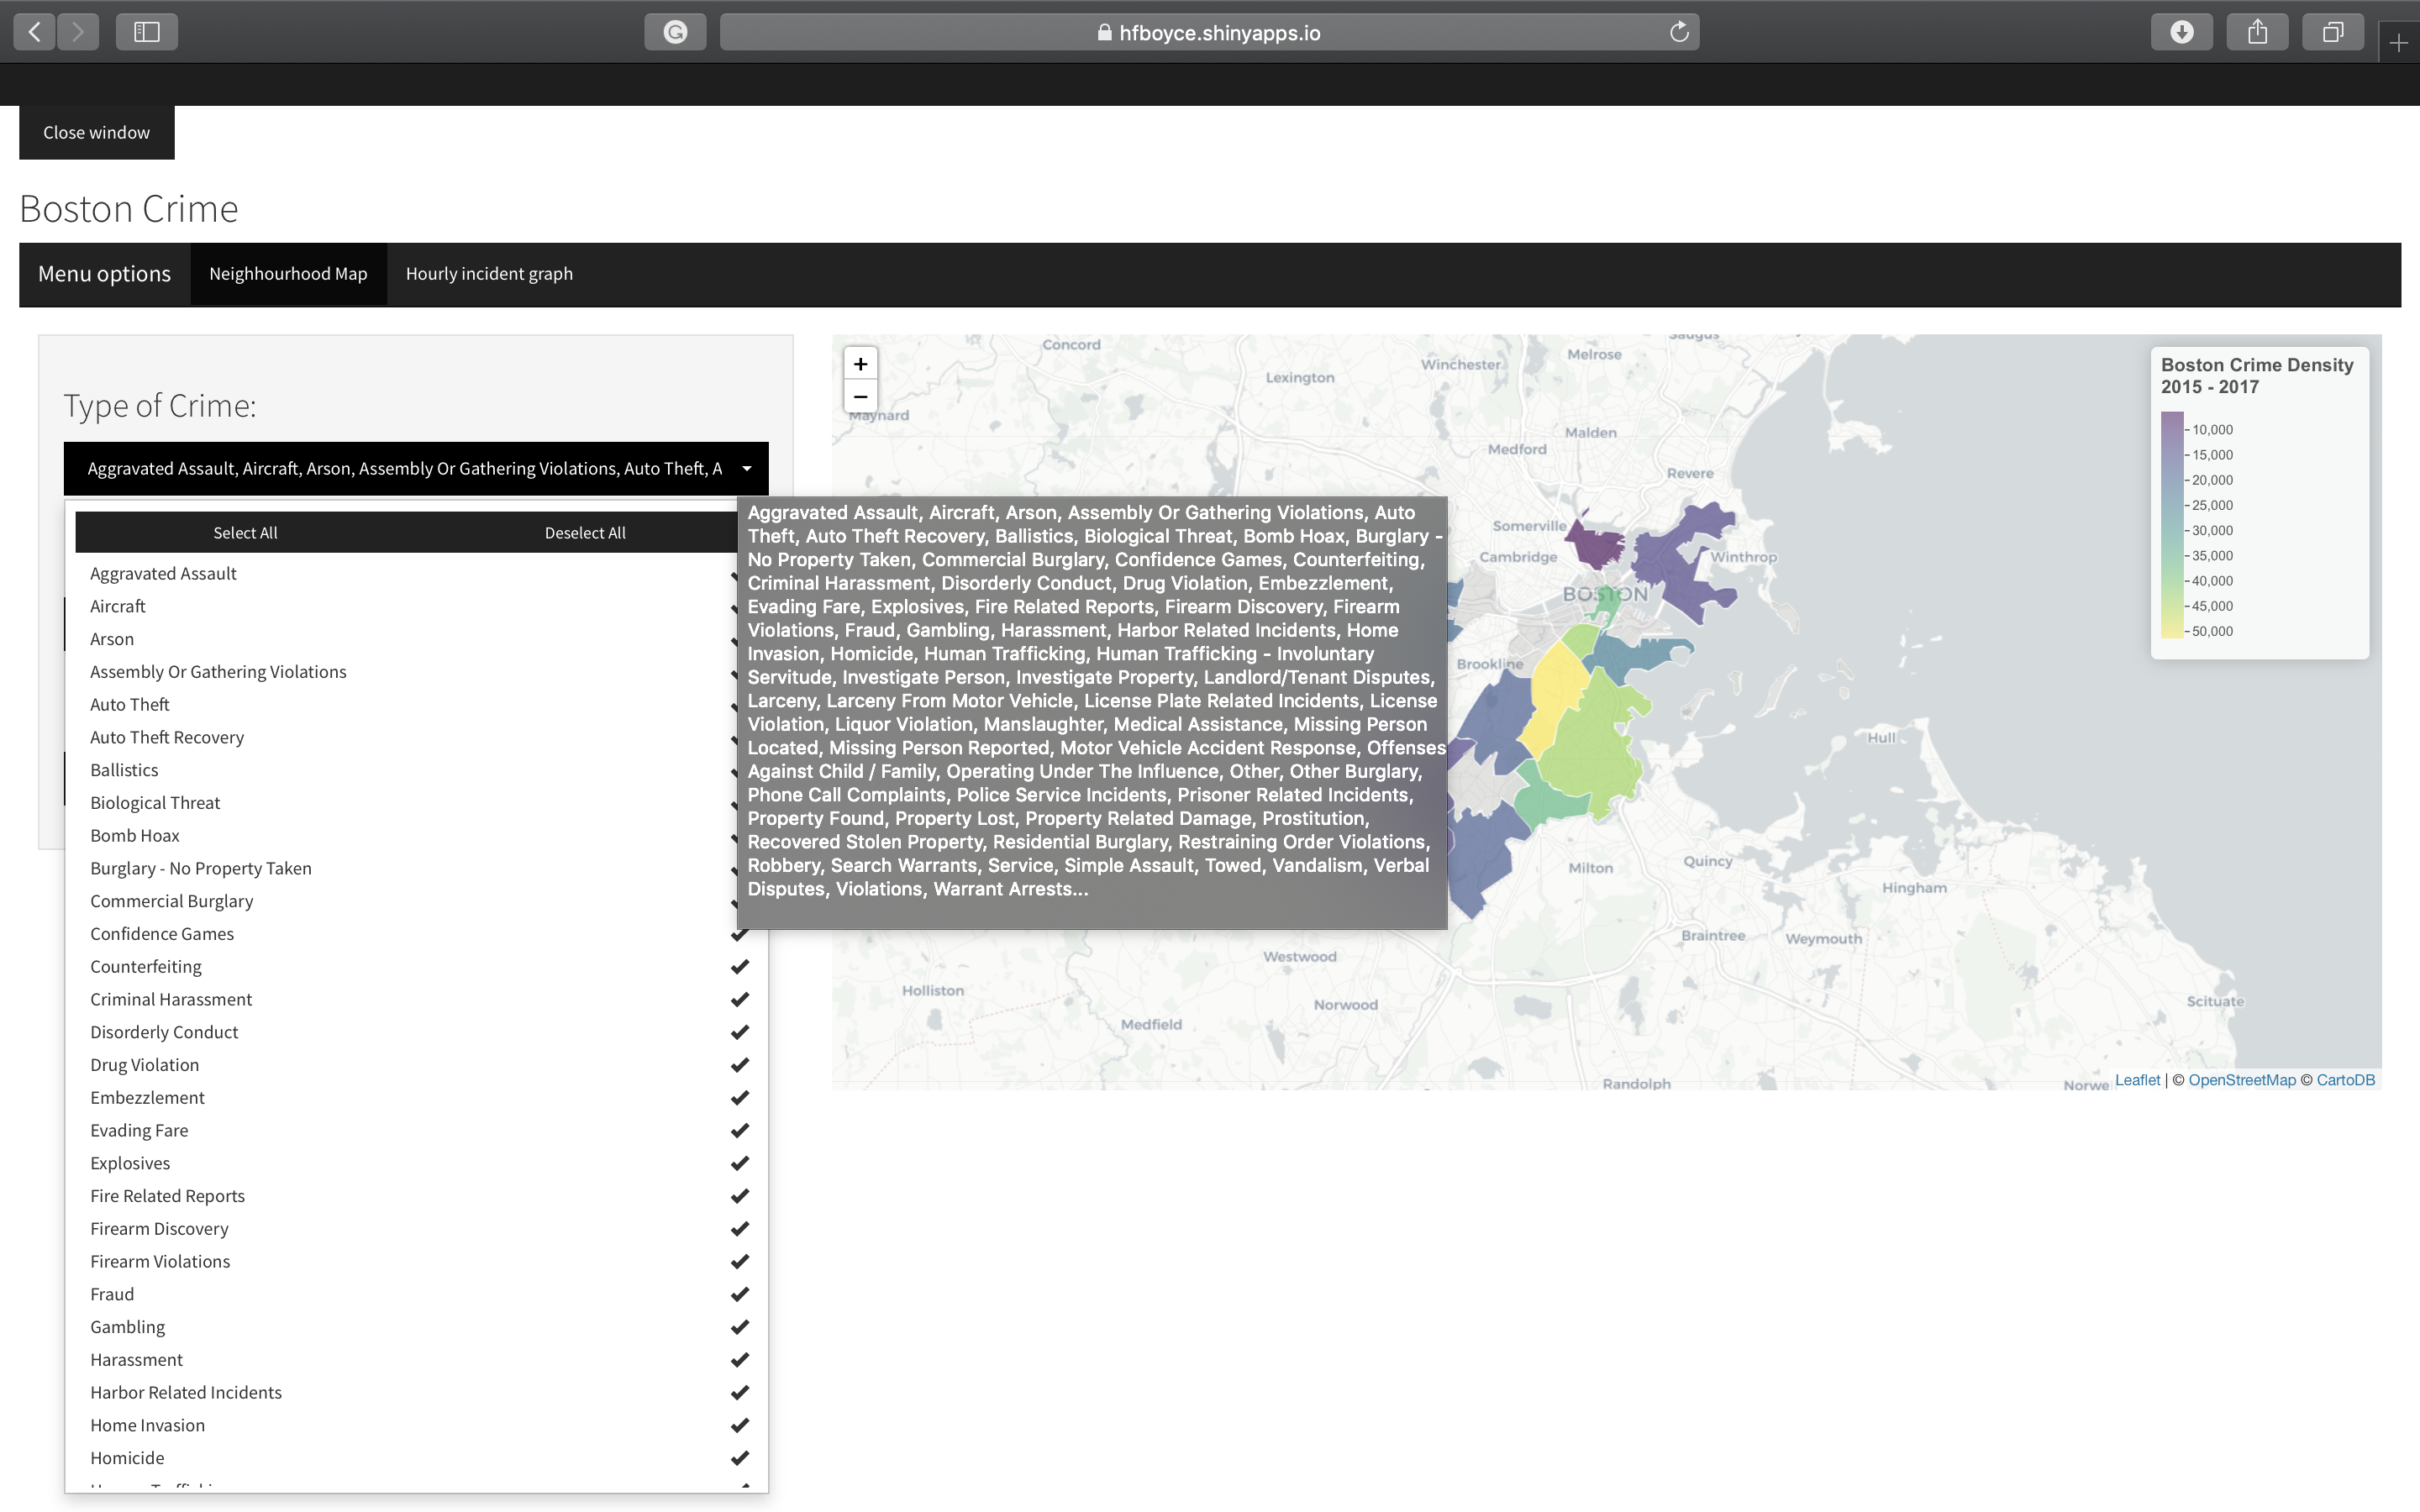 hfboyce.shinyapps.io
Close window
Boston Crime
Menu options
Neighbourhood Map
Hourly incident graph
Type of Crime:
Aggravated Assault, Aircraft, Arson, Assembly Or Gathering Violations, Auto Theft, A
Select All
Deselect All
Aggravated Assault
Aircraft
Arson
Assembly Or Gathering Violations
Auto Theft
Auto Theft Recovery
Ballistics
Biological Threat
Bomb Hoax
Burglary - No Property Taken
Commercial Burglary
Confidence Games
Counterfeiting
Criminal Harassment
Disorderly Conduct
Drug Violation
Embezzlement
Evading Fare
Explosives
Fire Related Reports
Firearm Discovery
Firearm Violations
Fraud
Gambling
Harassment
Harbor Related Incidents
Home Invasion
Homicide
Aggravated Assault, Aircraft, Arson, Assembly Or Gathering Violations, Auto
Theft, Auto Theft Recovery, Ballistics, Biological Threat, Bomb Hoax, Burglary -
No Property Taken, Commercial Burglary, Confidence Games, Counterfeiting,
Criminal Harassment, Disorderly Conduct, Drug Violation, Embezzlement,
Evading Fare, Explosives, Fire Related Reports, Firearm Discovery, Firearm
Violations, Fraud, Gambling, Harassment, Harbor Related Incidents, Home
Invasion, Homicide, Human Trafficking, Human Trafficking - Involuntary
Servitude, Investigate Person, Investigate Property, Landlord/Tenant Disputes,
Larceny, Larceny From Motor Vehicle, License Plate Related Incidents, License
Violation, Liquor Violation, Manslaughter, Medical Assistance, Missing Person
Located, Missing Person Reported, Motor Vehicle Accident Response, Offenses
Against Child / Family, Operating Under The Influence, Other, Other Burglary,
Phone Call Complaints, Police Service Incidents, Prisoner Related Incidents,
Property Found, Property Lost, Property Related Damage, Prostitution,
Recovered Stolen Property, Residential Burglary, Restraining Order Violations,
Robbery, Search Warrants, Service, Simple Assault, Towed, Vandalism, Verbal
Disputes, Violations, Warrant Arrests...
+
−
Concord
Lexington
Winchester
Melrose
Saugus
Maynard
Malden
Medford
Revere
Somerville
Cambridge
Winthrop
BOSTON
Brookline
Hull
Milton
Quincy
Hingham
Braintree
Weymouth
Westwood
Holliston
Norwood
Medfield
Scituate
Randolph
Norwe
Boston Crime Density
2015 - 2017
10,000
15,000
20,000
25,000
30,000
35,000
40,000
45,000
50,000
Leaflet | © OpenStreetMap © CartoDB